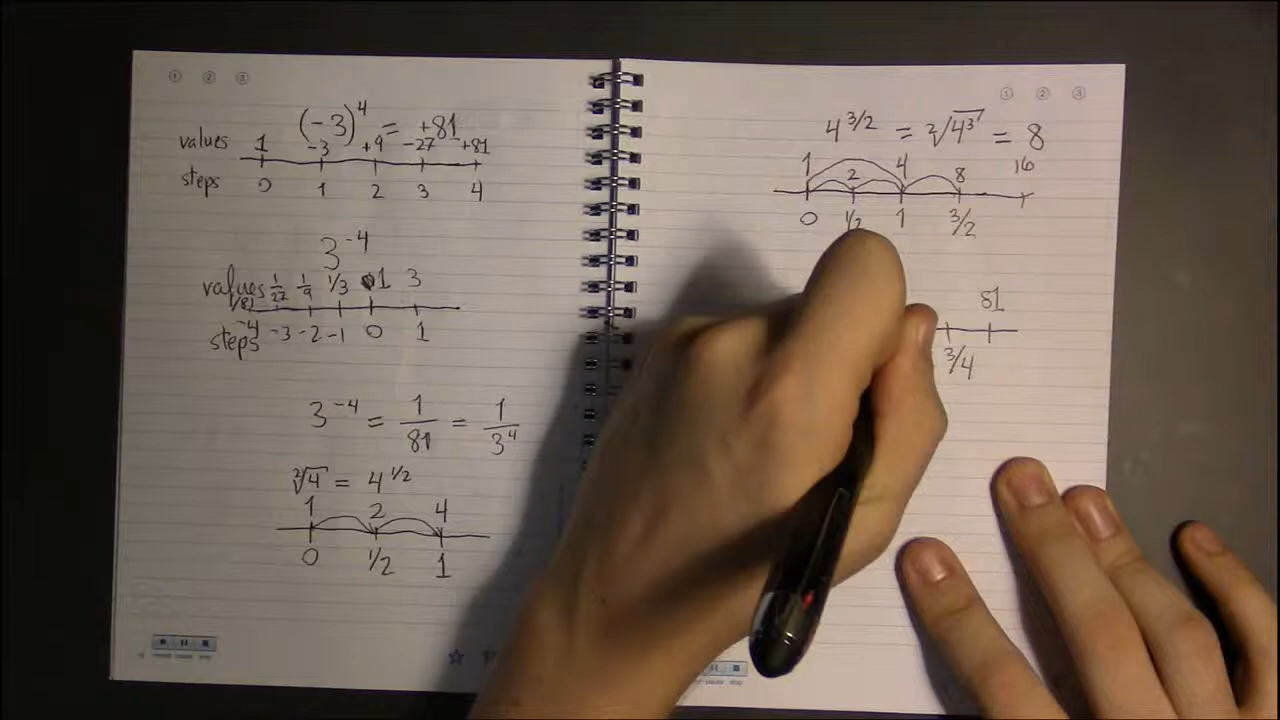 ① ② ③
(-3)^4 = +81
values 1 -3 +9 -27 +81
steps 0 1 2 3 4
3^-4
values 1/81 1/27 1/9 1/3 1 3
steps -4 -3 -2 -1 0 1
3^-4 = 1/81 = 1/3^4
²√4 = 4^1/2
1 2 4
0 1/2 1
① ② ③
4^3/2 = ²√4^3 = 8
1 2 4 8 16
0 1/2 1 3/2
81
3/4